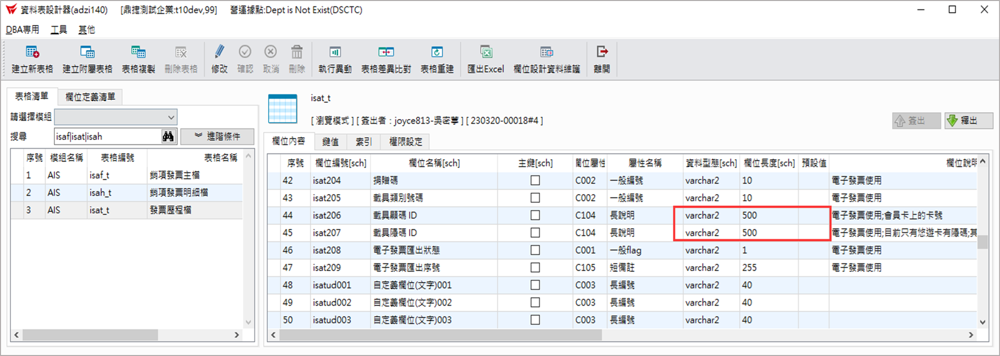 資料表設計器(adzi140) [鼎捷測試企業:t10dev,99] 營運據點:Dept is Not Exist(DSCTC)
DBA專用 工具 其他
建立新表格 建立附屬表格 表格複製 刪除表格 修改 確認 取消 刪除 執行異動 表格差異比對 表格重建 匯出Excel 欄位設計資料維護 離開
表格清單 欄位定義清單
請選擇模組
搜尋 isaf|isat|isah 進階條件
序號 模組名稱 表格編號 表格名稱
1 AIS isaf_t 銷項發票主檔
2 AIS isah_t 銷項發票明細檔
3 AIS isat_t 發票歷程檔
isat_t
[ 瀏覽模式 ] [ 簽出者 : joyce813-吳密葶 ] [ 230320-00018#4 ]
簽出 釋出
欄位內容 鍵值 索引 權限設定
序號 欄位編號[sch] 欄位名稱[sch] 主鍵[sch] 欄位屬性 屬性名稱 資料型態[sch] 欄位長度[sch] 預設值 欄位說明
42 isat204 捐贈碼 C002 一般編號 varchar2 10 電子發票使用
43 isat205 載具類別號碼 C002 一般編號 varchar2 10 電子發票使用
44 isat206 載具顯碼 ID C104 長說明 varchar2 500 電子發票使用;會員卡上的卡號
45 isat207 載具隱碼 ID C104 長說明 varchar2 500 電子發票使用;目前只有悠遊卡有隱碼;其
46 isat208 電子發票匯出狀態 C001 一般flag varchar2 1 電子發票使用
47 isat209 電子發票匯出序號 C105 短備註 varchar2 255 電子發票使用
48 isatud001 自定義欄位(文字)001 C003 長編號 varchar2 40
49 isatud002 自定義欄位(文字)002 C003 長編號 varchar2 40
50 isatud003 自定義欄位(文字)003 C003 長編號 varchar2 40